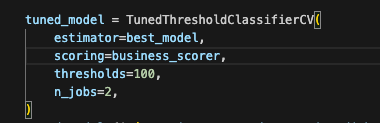 tuned_model = TunedThresholdClassifierCV(
    estimator=best_model,
    scoring=business_scorer,
    thresholds=100,
    n_jobs=2,
)